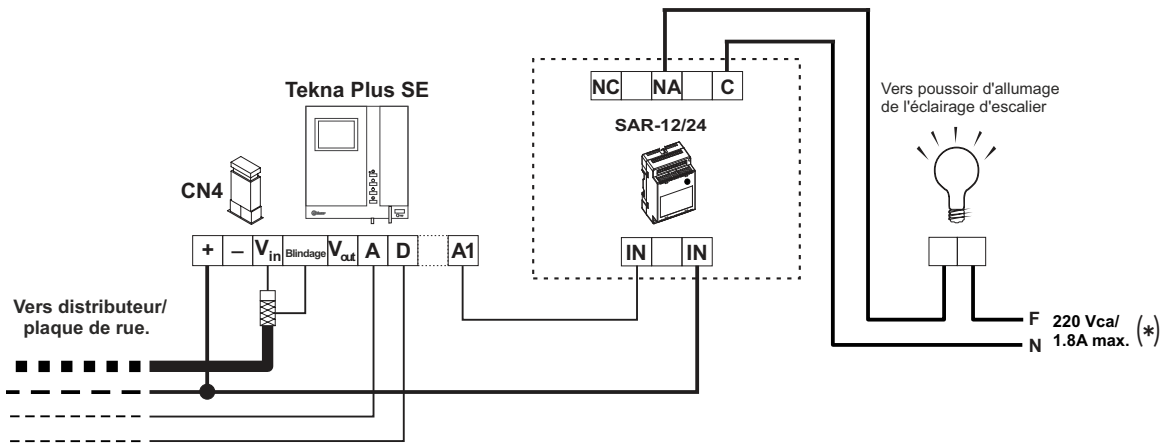 NC NA C
Tekna Plus SE
SAR-12/24
Vers poussoir d'allumage
de l'éclairage d'escalier
CN4
+ – Vin Blindage Vout A D A1
IN IN
Vers distributeur/
plaque de rue.
F
N
220 Vca/
1.8A max.
(*)